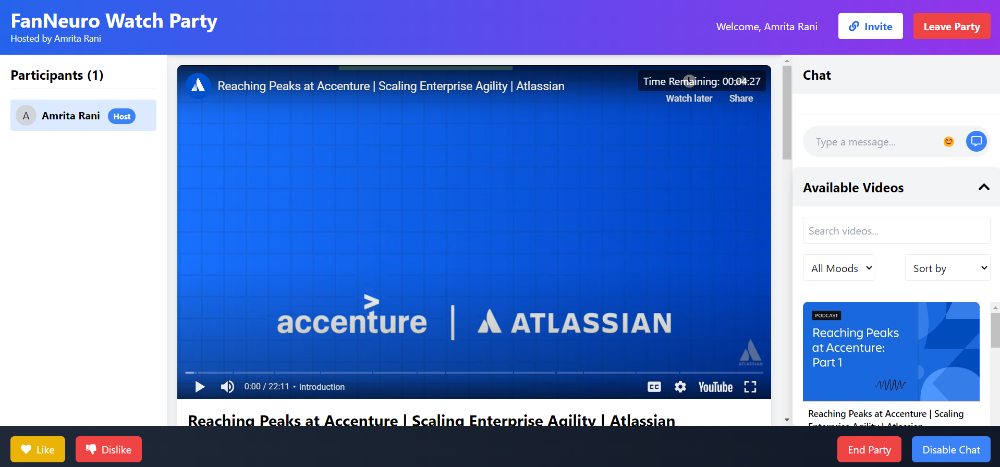 FanNeuro Watch Party
Hosted by Amrita Rani
Welcome, Amrita Rani
Invite
Leave Party
Participants (1)
A
Amrita Rani
Host
Reaching Peaks at Accenture | Scaling Enterprise Agility | Atlassian
Time Remaining: 00:04:27
Watch later
Share
accenture | ATLASSIAN
ATLASSIAN
0:00 / 22:11 • Introduction
CC
YouTube
Reaching Peaks at Accenture | Scaling Enterprise Agility | Atlassian
Chat
Type a message...
Available Videos
Search videos...
All Moods
Sort by
PODCAST
Reaching Peaks
at Accenture:
Part 1
Reaching Peaks at Accenture | Scaling
Enterprise Agility | Atlassian
Like
Dislike
End Party
Disable Chat